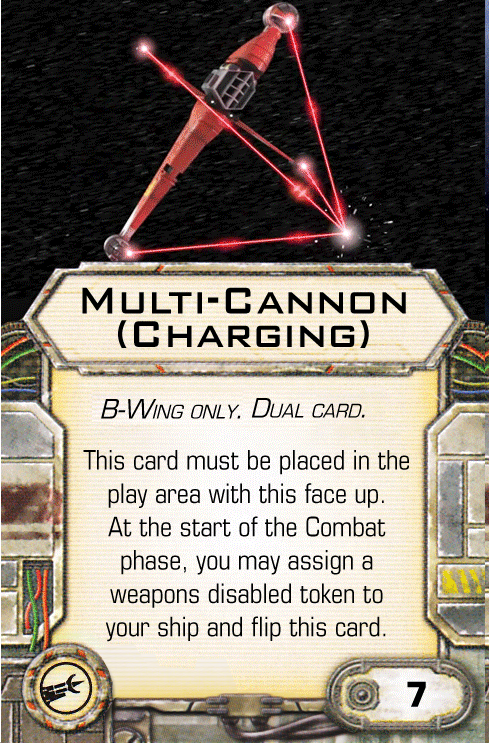 Multi-Cannon
(Charging)
B-Wing only. Dual card.
This card must be placed in the
play area with this face up.
At the start of the Combat
phase, you may assign a
weapons disabled token to
your ship and flip this card.
7